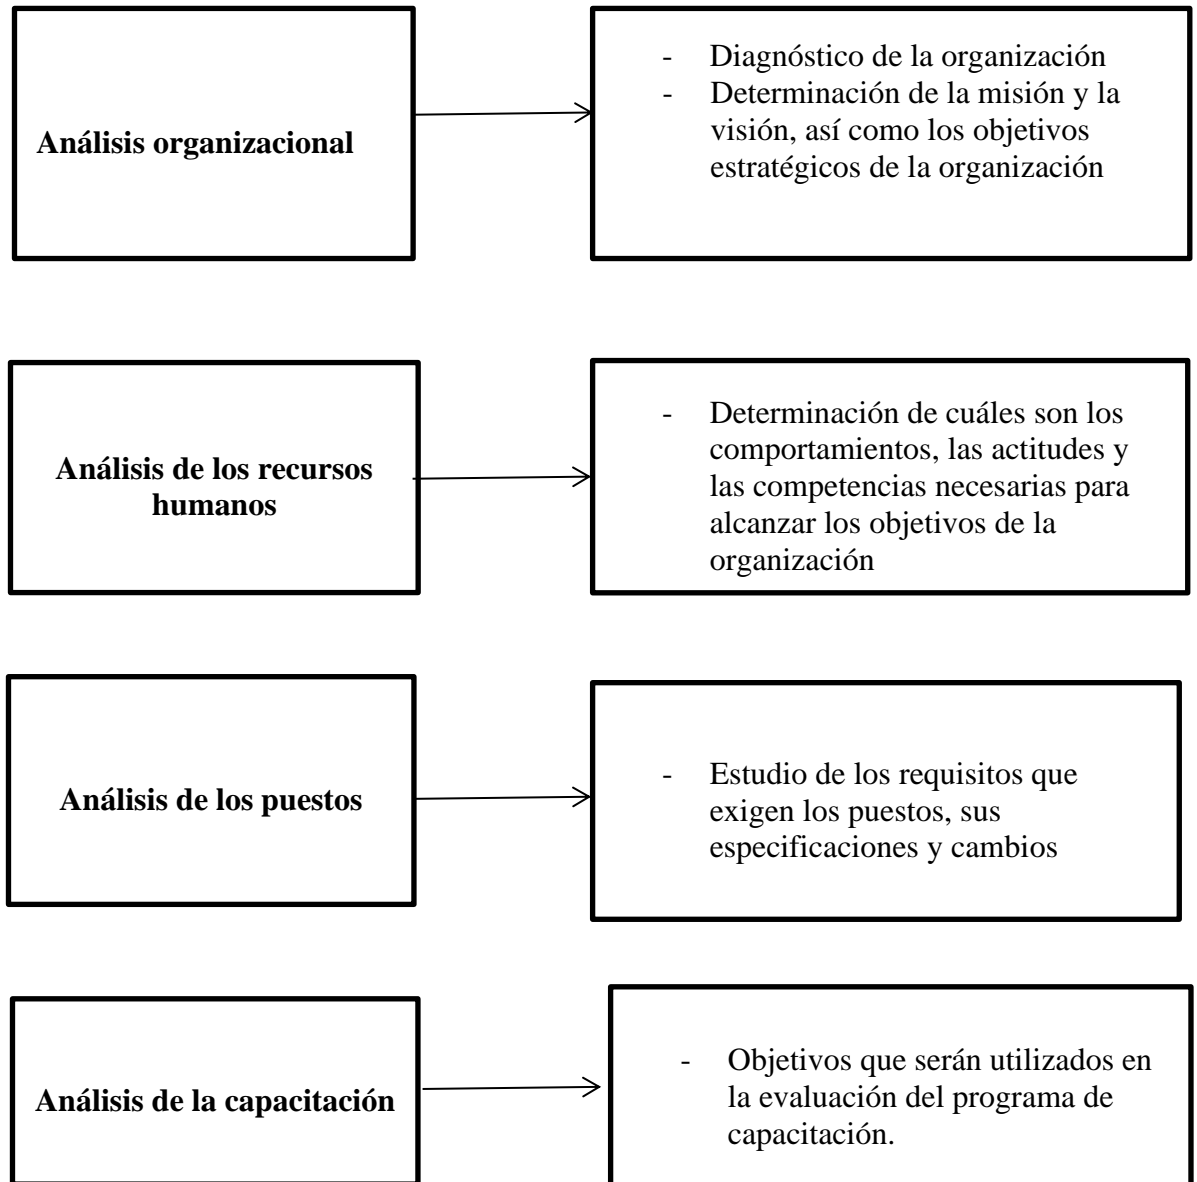 Análisis organizacional
- Diagnóstico de la organización
- Determinación de la misión y la
visión, así como los objetivos
estratégicos de la organización
Análisis de los recursos
humanos
- Determinación de cuáles son los
comportamientos, las actitudes y
las competencias necesarias para
alcanzar los objetivos de la
organización
Análisis de los puestos
- Estudio de los requisitos que
exigen los puestos, sus
especificaciones y cambios
Análisis de la capacitación
- Objetivos que serán utilizados en
la evaluación del programa de
capacitación.